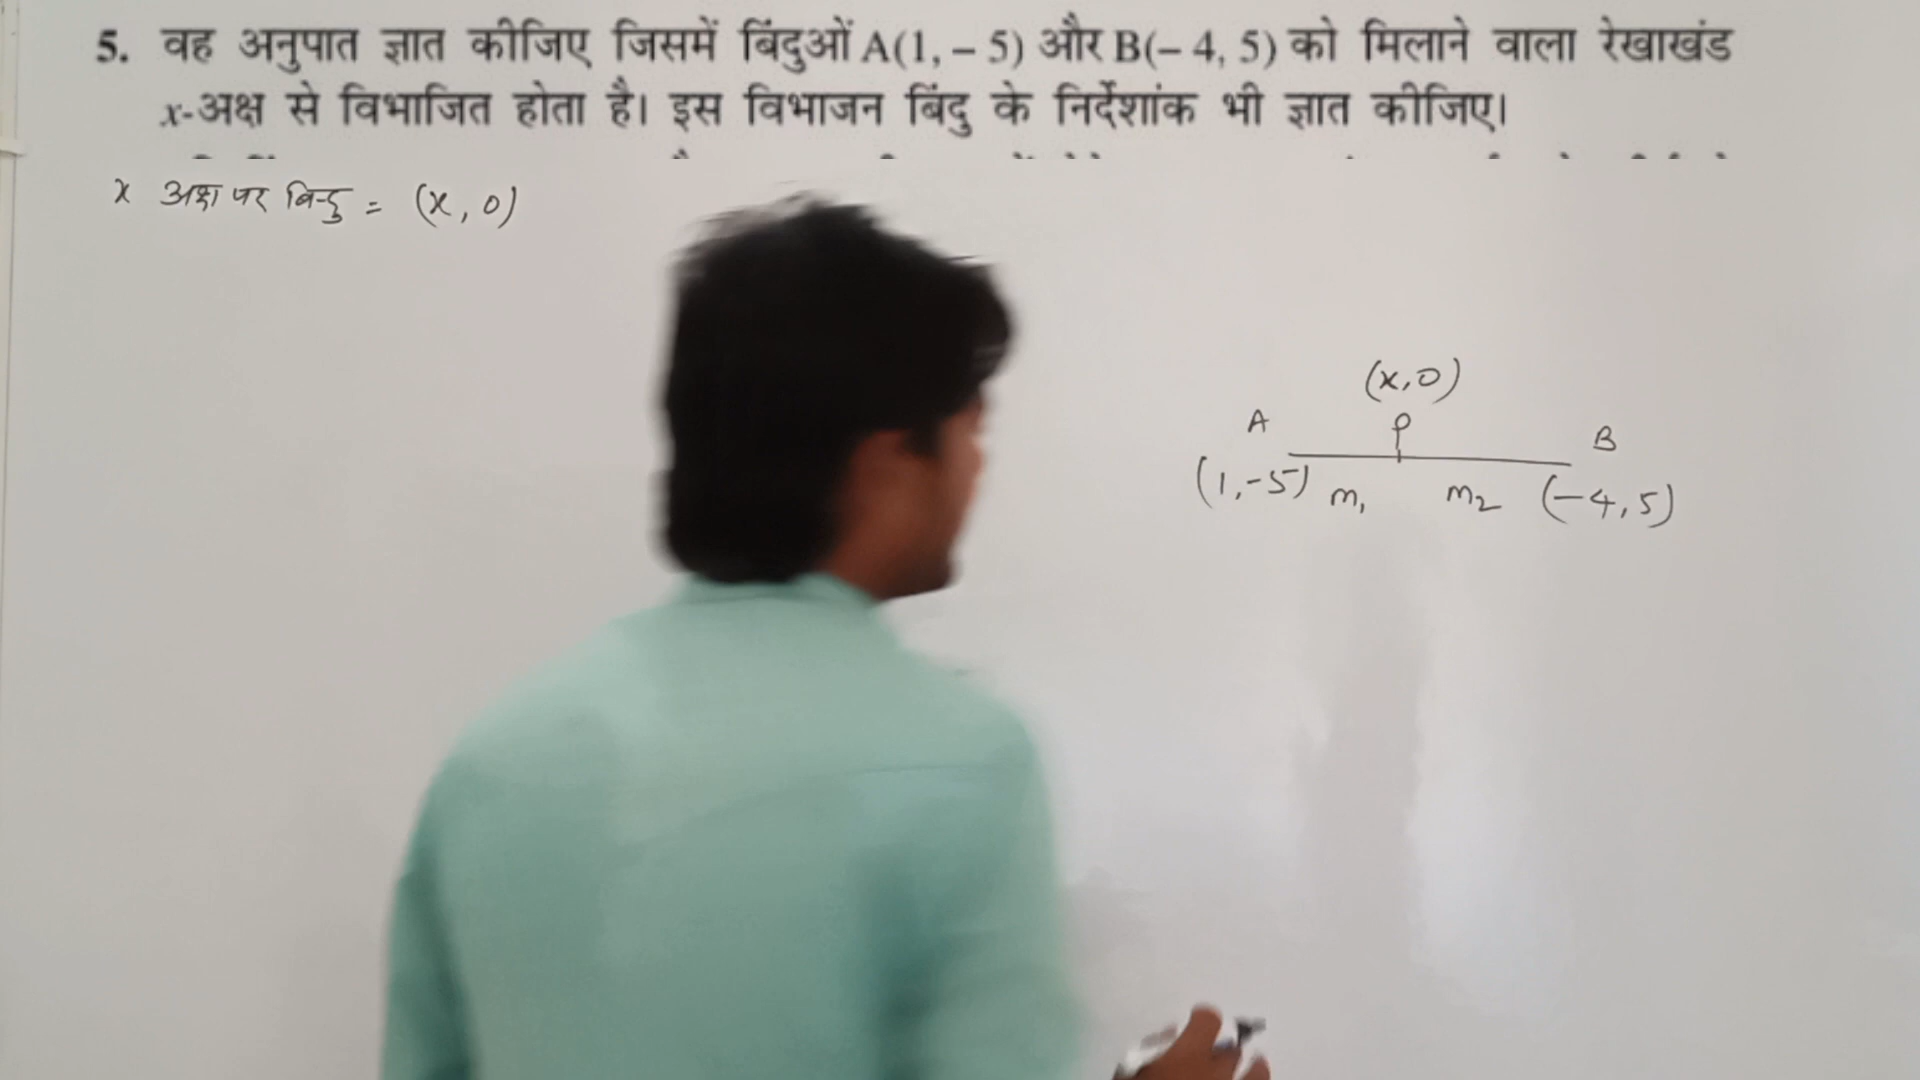 5. वह अनुपात ज्ञात कीजिए जिसमें बिंदुओं A(1, – 5) और B(– 4, 5) को मिलाने वाला रेखाखंड
x-अक्ष से विभाजित होता है। इस विभाजन बिंदु के निर्देशांक भी ज्ञात कीजिए।
x अक्ष पर बिन्दु = (x, 0)
(x, 0)
A P B
(1, -5) m₁ m₂ (-4, 5)